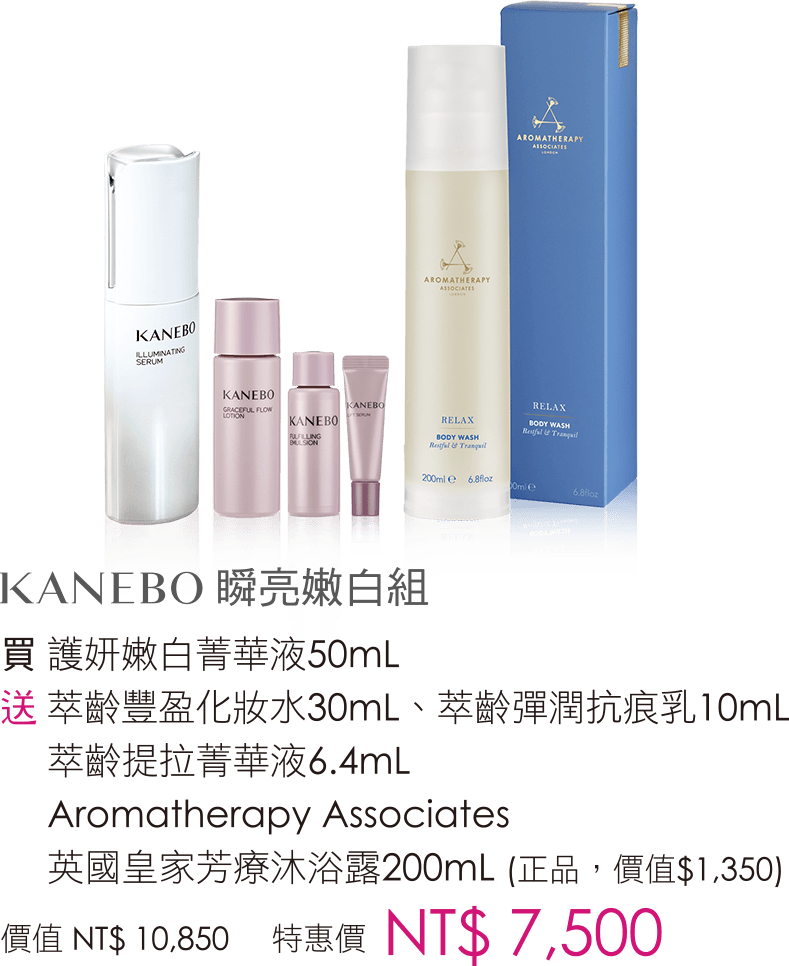 AROMATHERAPY
ASSOCIATES
LONDON
AROMATHERAPY
ASSOCIATES
LONDON
KANEBO
ILLUMINATING
SERUM
KANEBO
GRACEFUL FLOW
LOTION
KANEBO
FULFILLING
EMULSION
KANEBO
LIFT SERUM
RELAX
BODY WASH
Restful & Tranquil
200ml e 6.8floz
RELAX
BODY WASH
Restful & Tranquil
00ml e 6.8floz
KANEBO 瞬亮嫩白組
買 護妍嫩白菁華液50mL
送 萃齡豐盈化妝水30mL、萃齡彈潤抗痕乳10mL
萃齡提拉菁華液6.4mL
Aromatherapy Associates
英國皇家芳療沐浴露200mL (正品，價值$1,350)
價值 NT$ 10,850 特惠價 NT$ 7,500